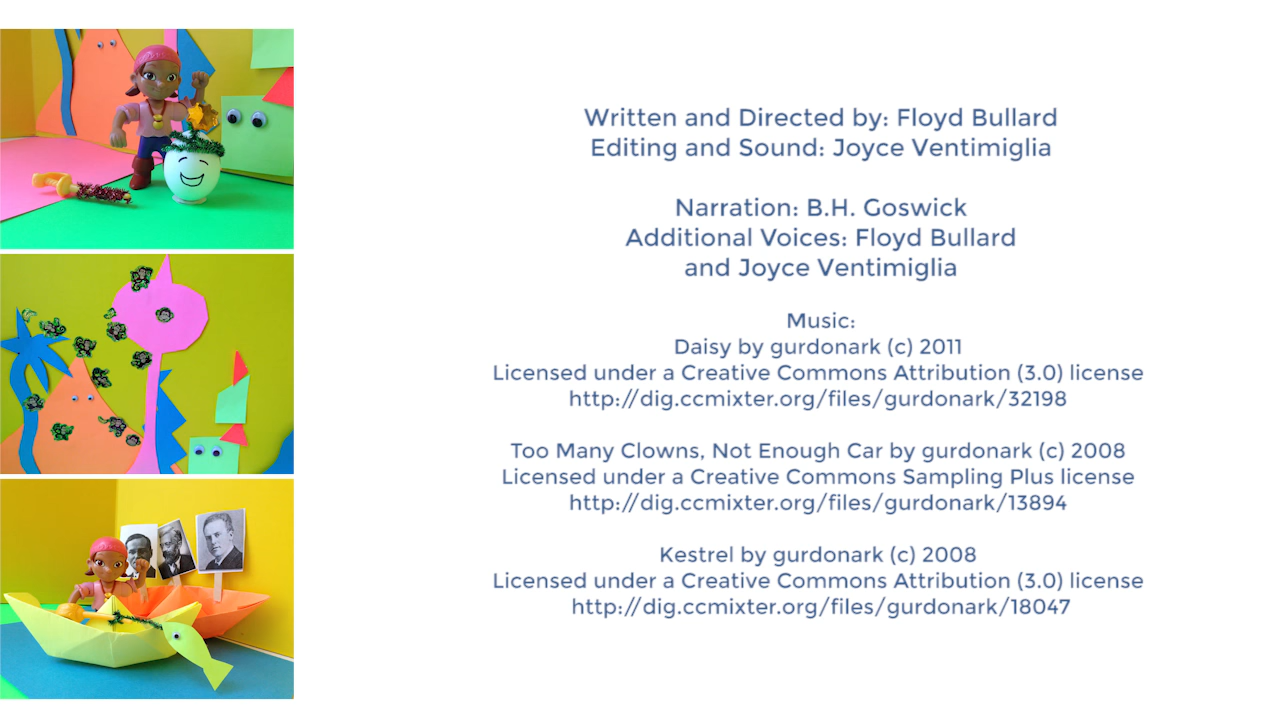 Written and Directed by: Floyd Bullard
Editing and Sound: Joyce Ventimiglia
Narration: B.H. Goswick
Additional Voices: Floyd Bullard
and Joyce Ventimiglia
Music:
Daisy by gurdonark (c) 2011
Licensed under a Creative Commons Attribution (3.0) license
http://dig.ccmixter.org/files/gurdonark/32198
Too Many Clowns, Not Enough Car by gurdonark (c) 2008
Licensed under a Creative Commons Sampling Plus license
http://dig.ccmixter.org/files/gurdonark/13894
Kestrel by gurdonark (c) 2008
Licensed under a Creative Commons Attribution (3.0) license
http://dig.ccmixter.org/files/gurdonark/18047